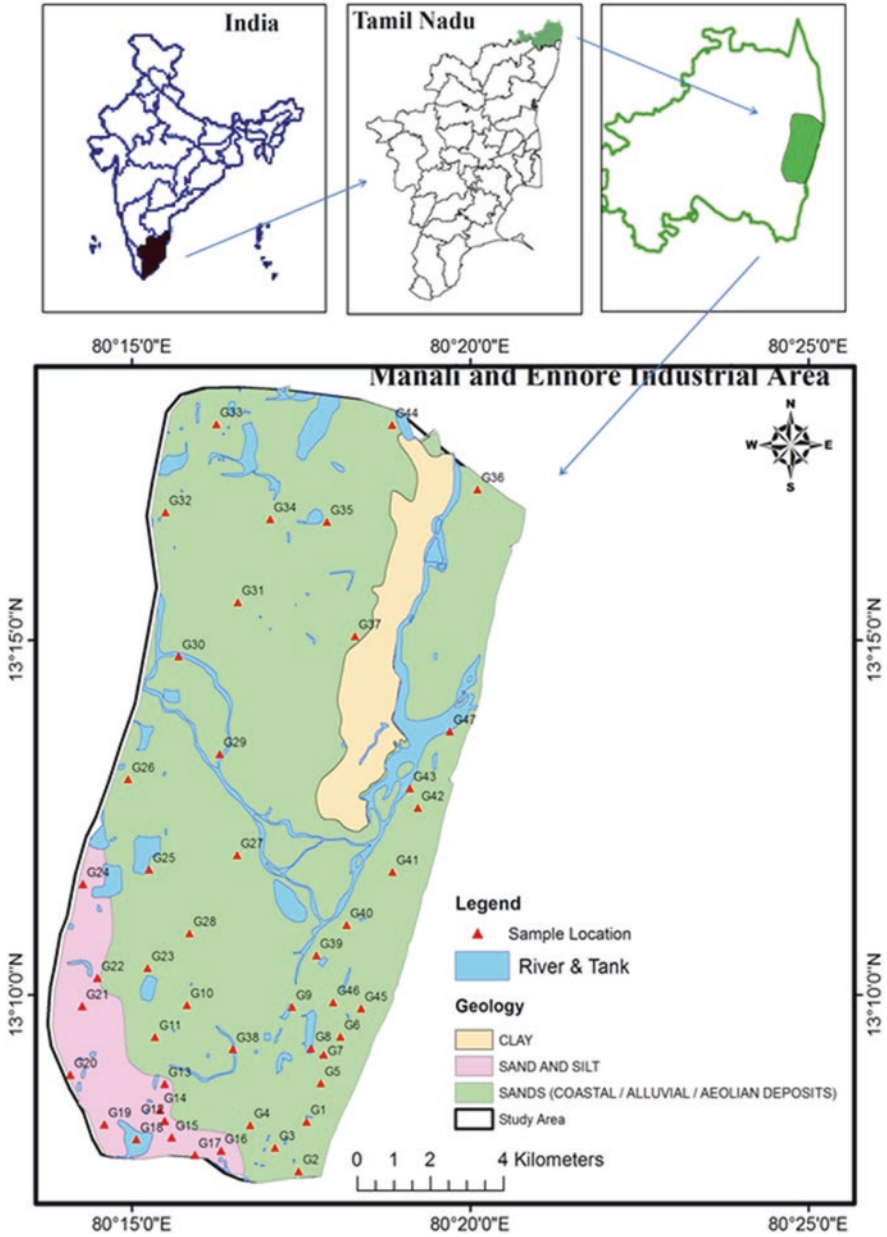 India
Tamil Nadu
80°15'0"E 80°20'0"E 80°25'0"E
Manali and Ennore Industrial Area
N
W E
S
G33
G44
G36
G32
G34
G35
G31
G37
13°15'0"N 13°15'0"N
G30
G47
G29
G26
G43
G42
G27
G25
G41
G24
G28
G40
G39
G23
G22
G21
G10
G9
G46
G45
G11
G6
G38
G8
G7
G20
G13
G5
G14
G12
G19
G15
G18
G4
G1
G17
G16
G3
G2
13°10'0"N 13°10'0"N
Legend
Sample Location
River & Tank
Geology
CLAY
SAND AND SILT
SANDS (COASTAL / ALLUVIAL / AEOLIAN DEPOSITS)
Study Area
0 1 2 4 Kilometers
80°15'0"E 80°20'0"E 80°25'0"E